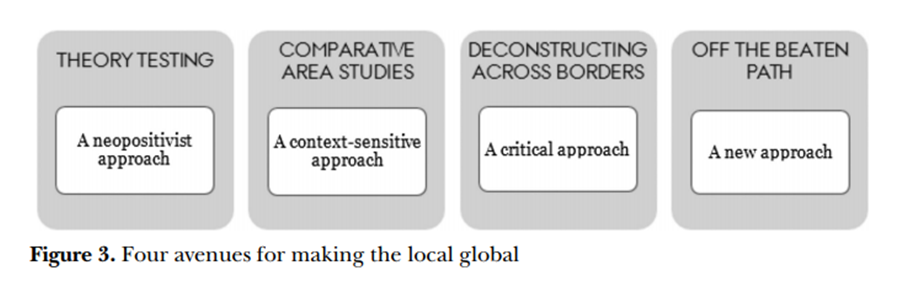 THEORY TESTING
A neopositivist
approach
COMPARATIVE
AREA STUDIES
A context-sensitive
approach
DECONSTRUCTING
ACROSS BORDERS
A critical approach
OFF THE BEATEN
PATH
A new approach
Figure 3. Four avenues for making the local global